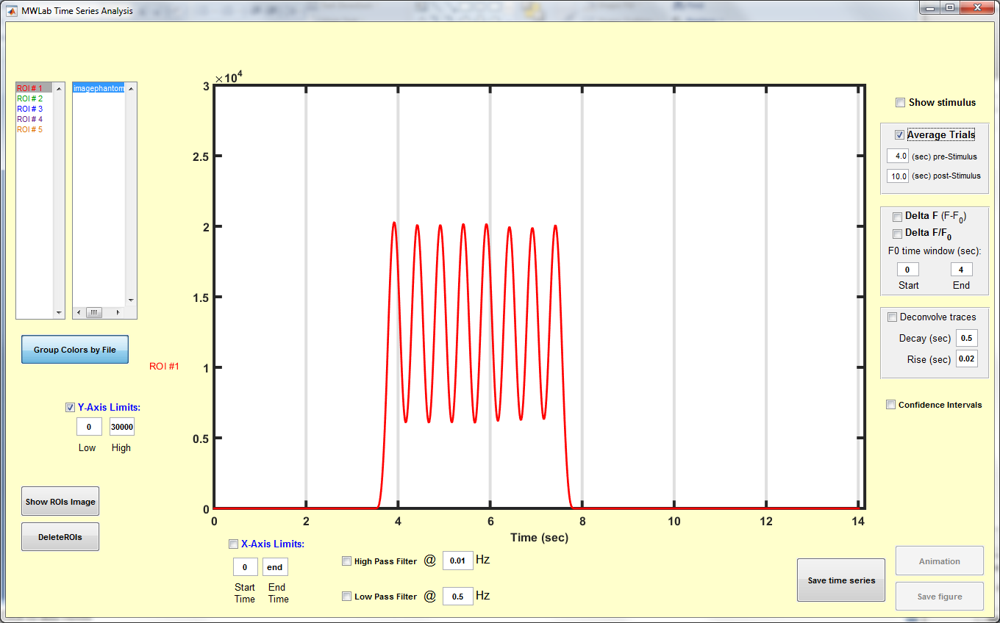 MWLab Time Series Analysis
ROI # 1
ROI # 2
ROI # 3
ROI # 4
ROI # 5
imagephantom
Group Colors by File
ROI #1
Y-Axis Limits:
0 30000
Low High
Show ROIs Image
DeleteROIs
×10⁴
3
2.5
2
1.5
1
0.5
0
0 2 4 6 8 10 12 14
Time (sec)
X-Axis Limits:
0 end
Start End
Time Time
High Pass Filter @ 0.01 Hz
Low Pass Filter @ 0.5 Hz
Show stimulus
Average Trials
4.0 (sec) pre-Stimulus
10.0 (sec) post-Stimulus
Delta F (F-F₀)
Delta F/F₀
F0 time window (sec):
0 4
Start End
Deconvolve traces
Decay (sec) 0.5
Rise (sec) 0.02
Confidence Intervals
Save time series
Animation
Save figure